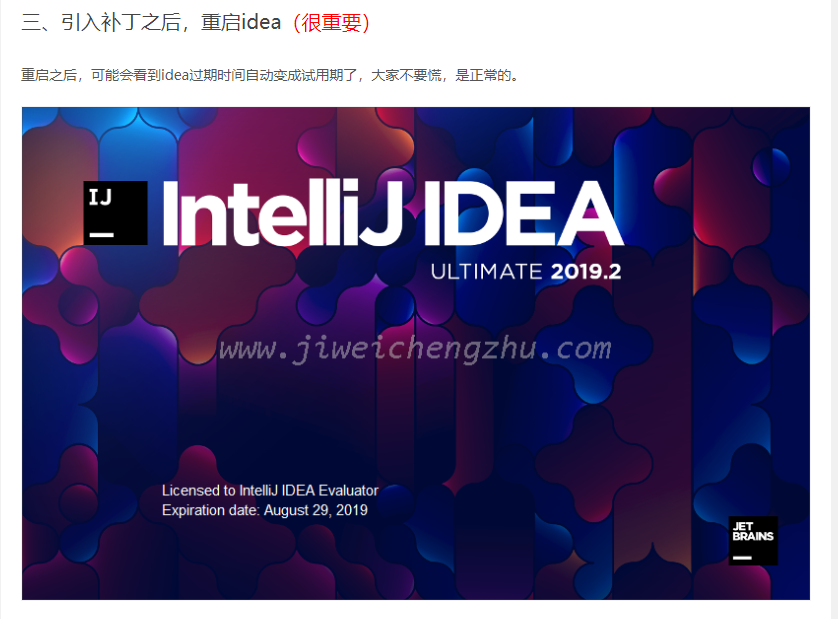 三、引入补丁之后，重启idea（很重要）
重启之后，可能会看到idea过期时间自动变成试用期了，大家不要慌，是正常的。
IJ
IntelliJ IDEA
ULTIMATE 2019.2
www.jiweichengzhu.com
Licensed to IntelliJ IDEA Evaluator
Expiration date: August 29, 2019
JET
BRAINS